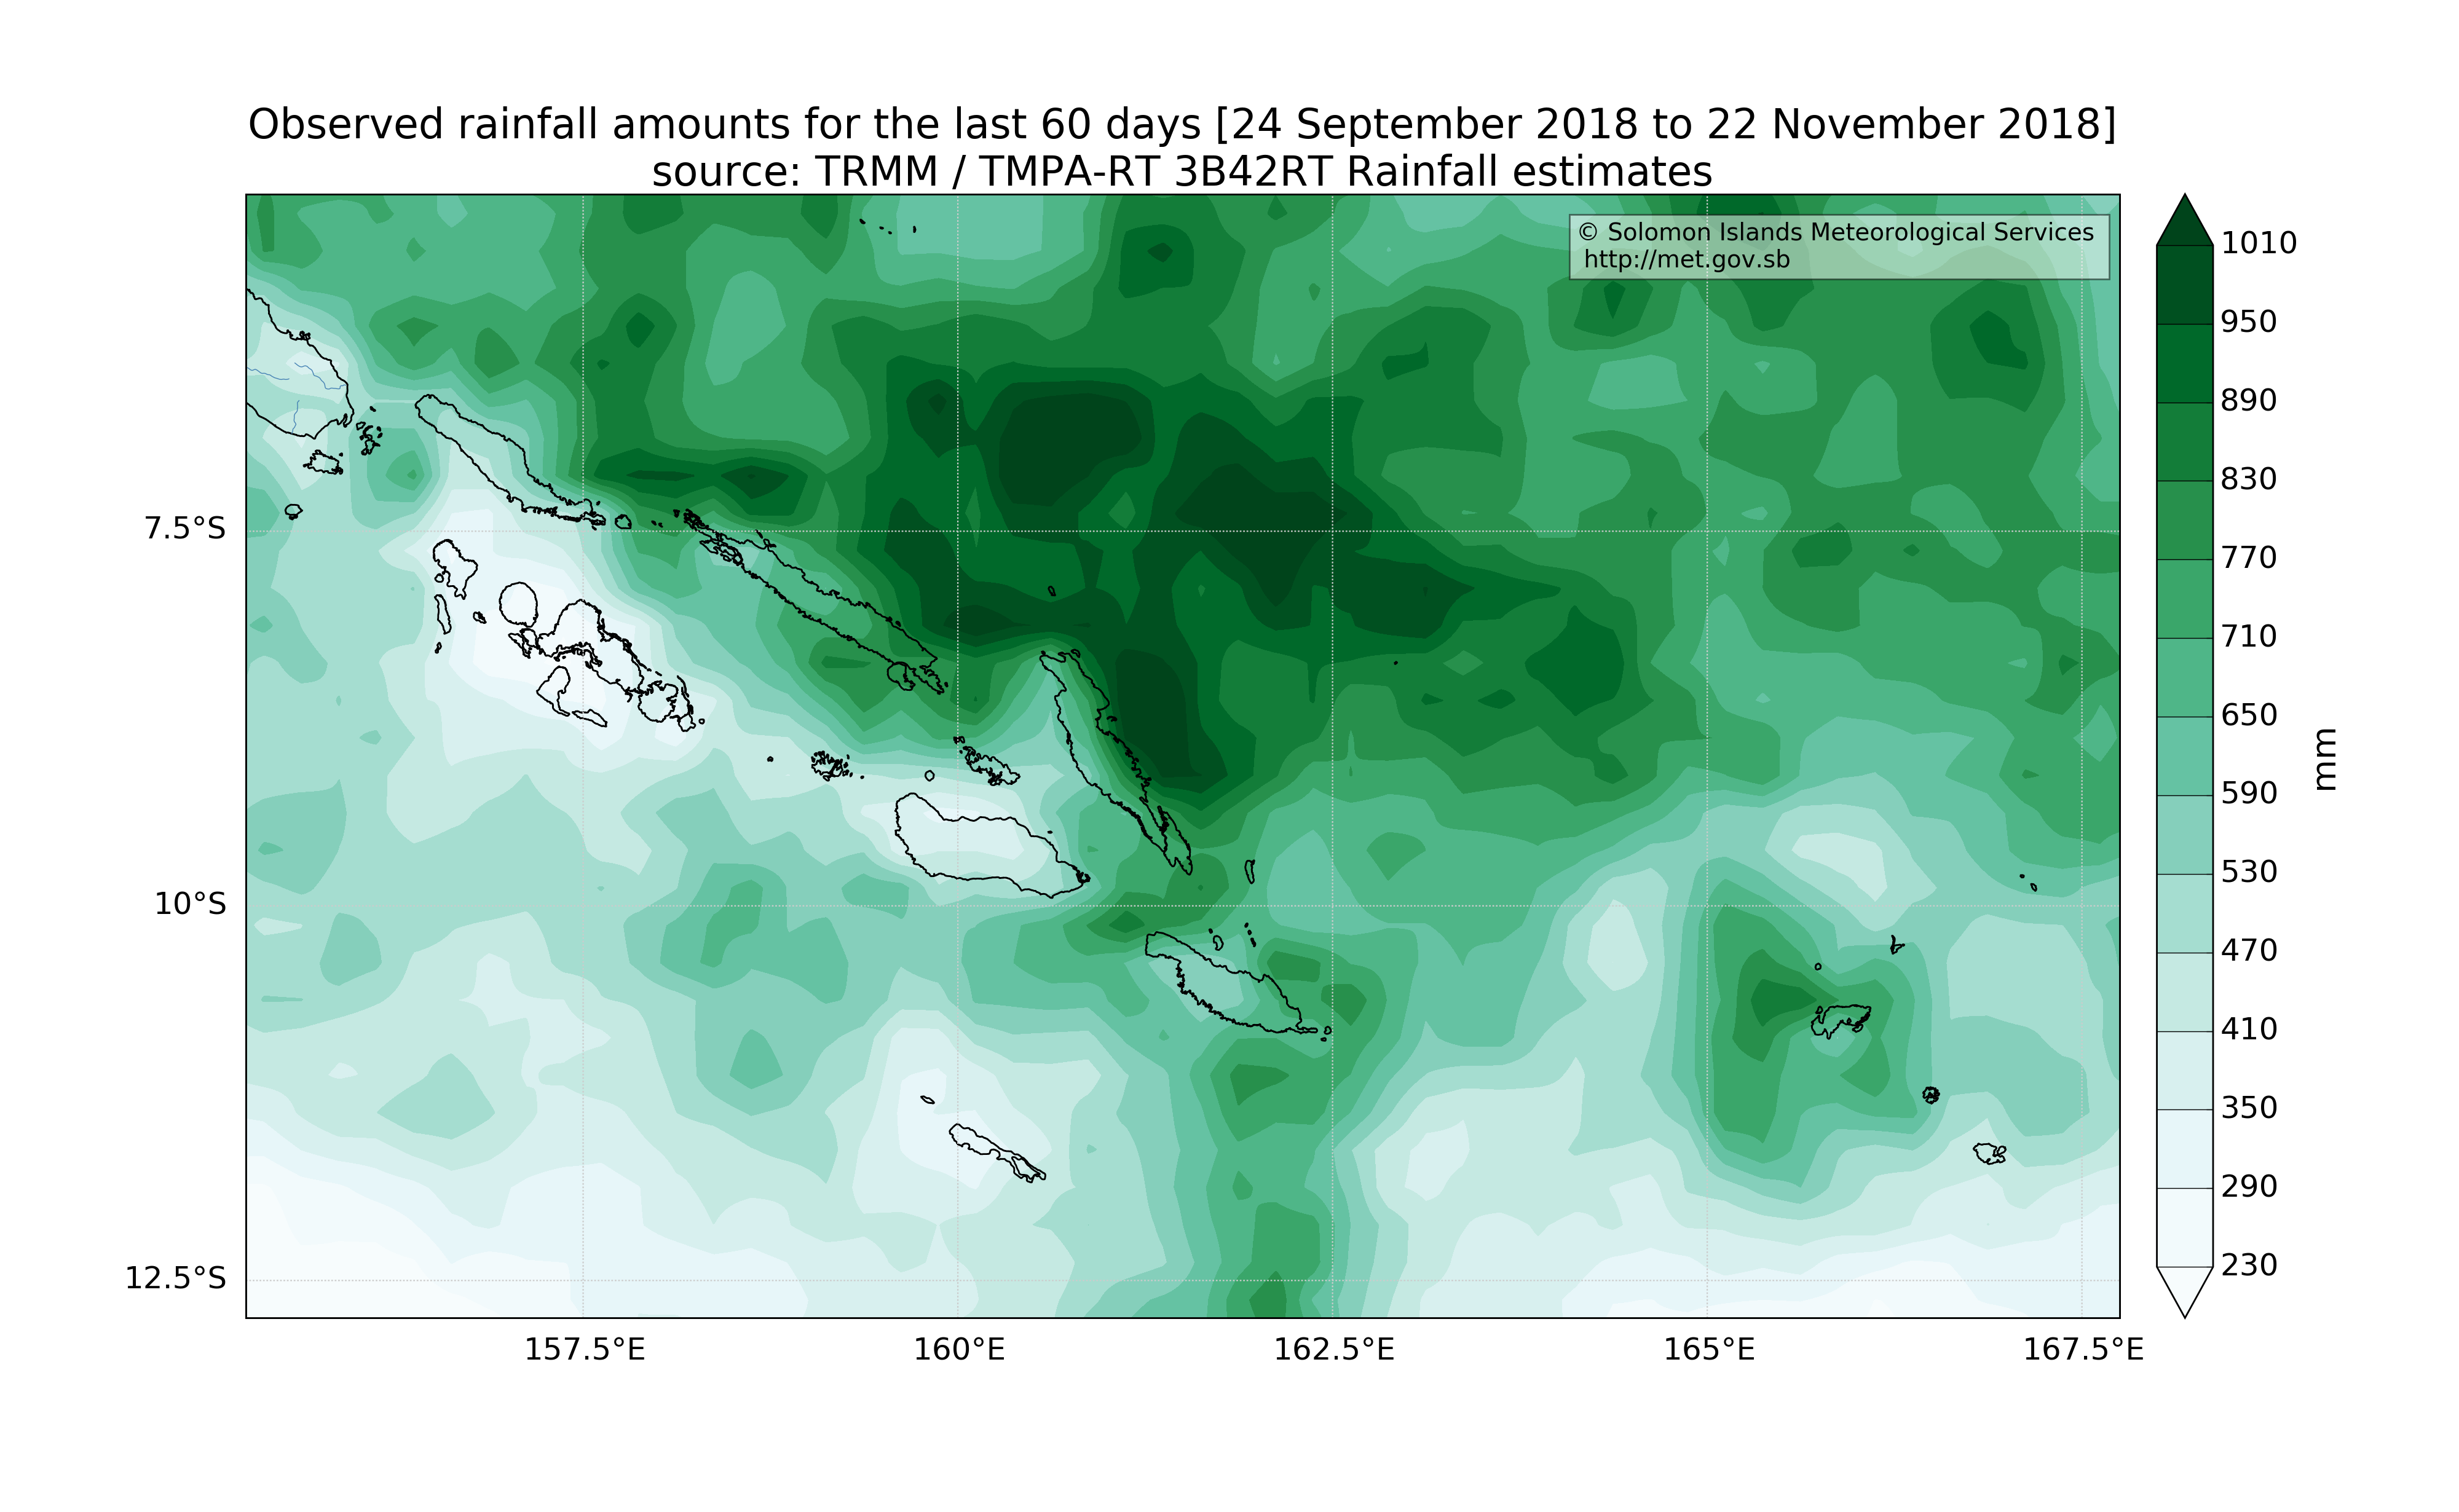 Observed rainfall amounts for the last 60 days [24 September 2018 to 22 November 2018]
source: TRMM / TMPA-RT 3B42RT Rainfall estimates
© Solomon Islands Meteorological Services
http://met.gov.sb
7.5°S
10°S
12.5°S
157.5°E
160°E
162.5°E
165°E
167.5°E
1010
950
890
830
770
710
650
590
530
470
410
350
290
230
mm